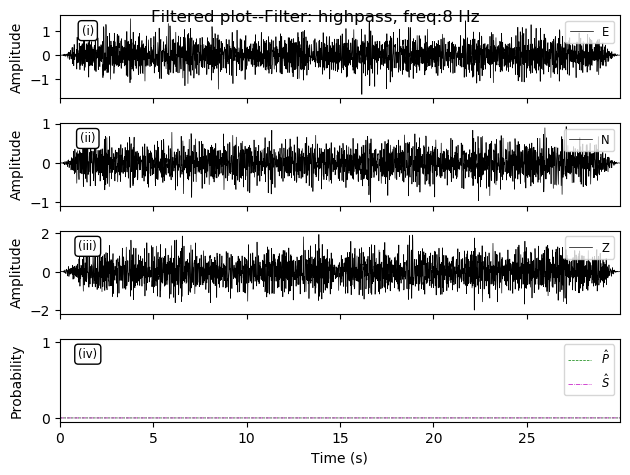 Filtered plot--Filter: highpass, freq:8 Hz
(i)
E
1
0
−1
Amplitude
(ii)
N
1
0
−1
Amplitude
(iii)
Z
2
0
−2
Amplitude
(iv)
P̂
Ŝ
1
0
Probability
0 5 10 15 20 25
Time (s)